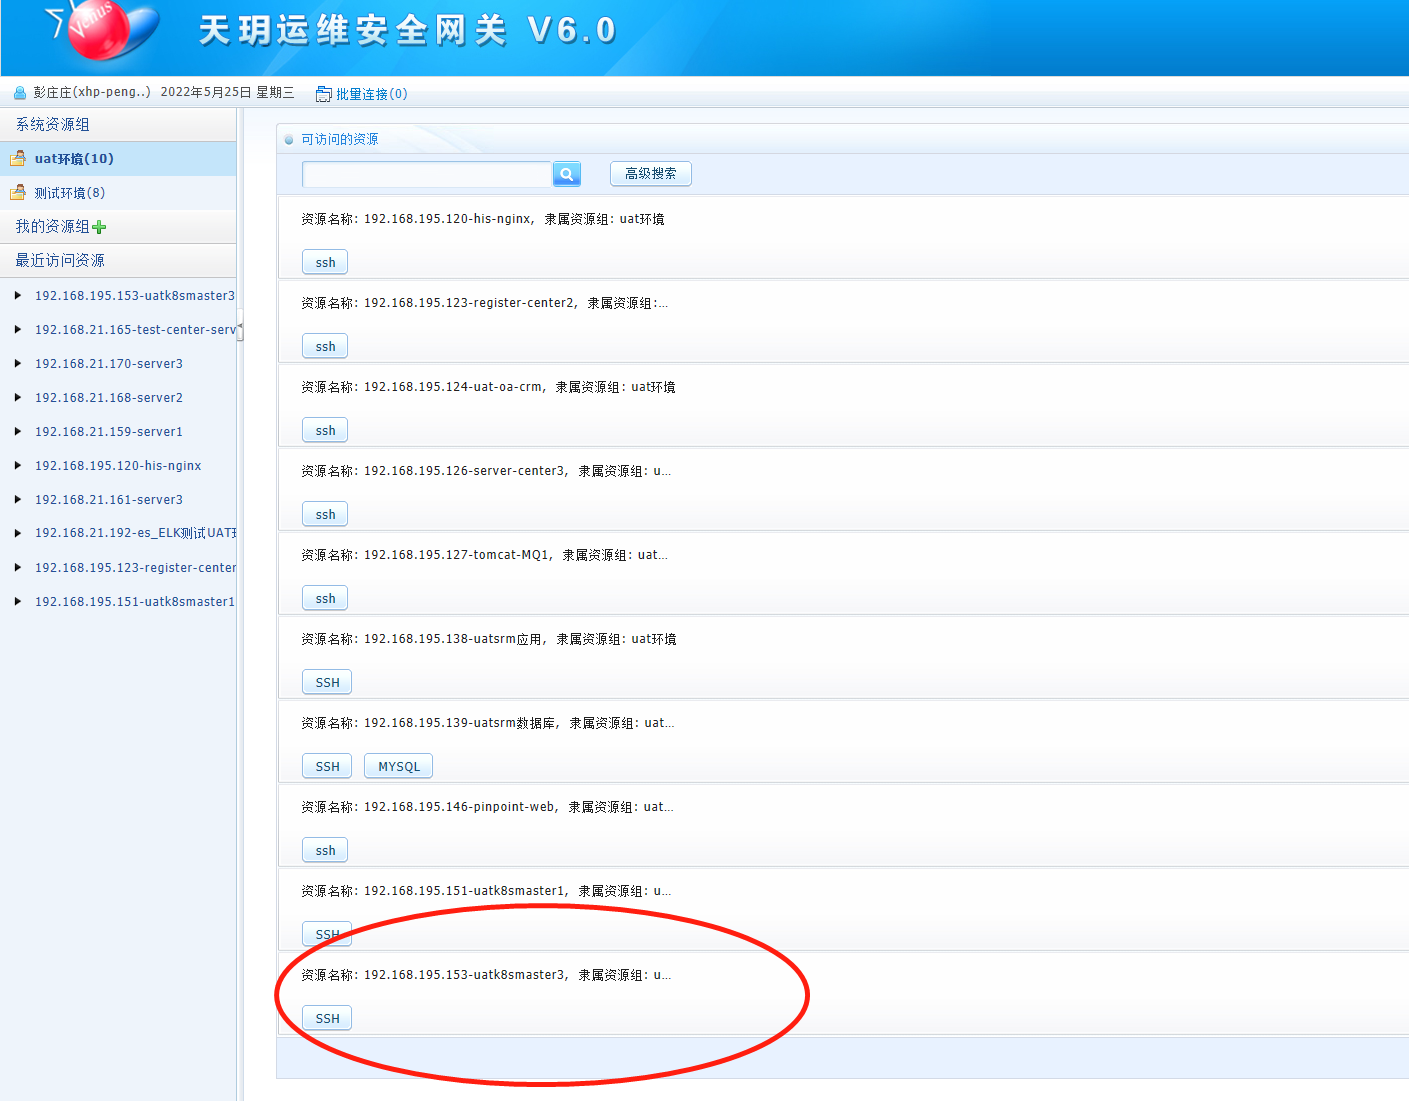 Venus
天玥运维安全网关 V6.0
彭庄庄(xhp-peng..) 2022年5月25日 星期三 批量连接(0)
系统资源组
uat环境(10)
测试环境(8)
我的资源组
最近访问资源
192.168.195.153-uatk8smaster3
192.168.21.165-test-center-serv
192.168.21.170-server3
192.168.21.168-server2
192.168.21.159-server1
192.168.195.120-his-nginx
192.168.21.161-server3
192.168.21.192-es_ELK测试UAT
192.168.195.123-register-center
192.168.195.151-uatk8smaster1
可访问的资源
高级搜索
资源名称: 192.168.195.120-his-nginx, 隶属资源组: uat环境
ssh
资源名称: 192.168.195.123-register-center2, 隶属资源组:...
ssh
资源名称: 192.168.195.124-uat-oa-crm, 隶属资源组: uat环境
ssh
资源名称: 192.168.195.126-server-center3, 隶属资源组: u...
ssh
资源名称: 192.168.195.127-tomcat-MQ1, 隶属资源组: uat...
ssh
资源名称: 192.168.195.138-uatsrm应用, 隶属资源组: uat环境
SSH
资源名称: 192.168.195.139-uatsrm数据库, 隶属资源组: uat...
SSH MYSQL
资源名称: 192.168.195.146-pinpoint-web, 隶属资源组: uat...
ssh
资源名称: 192.168.195.151-uatk8smaster1, 隶属资源组: u...
SSH
资源名称: 192.168.195.153-uatk8smaster3, 隶属资源组: u...
SSH